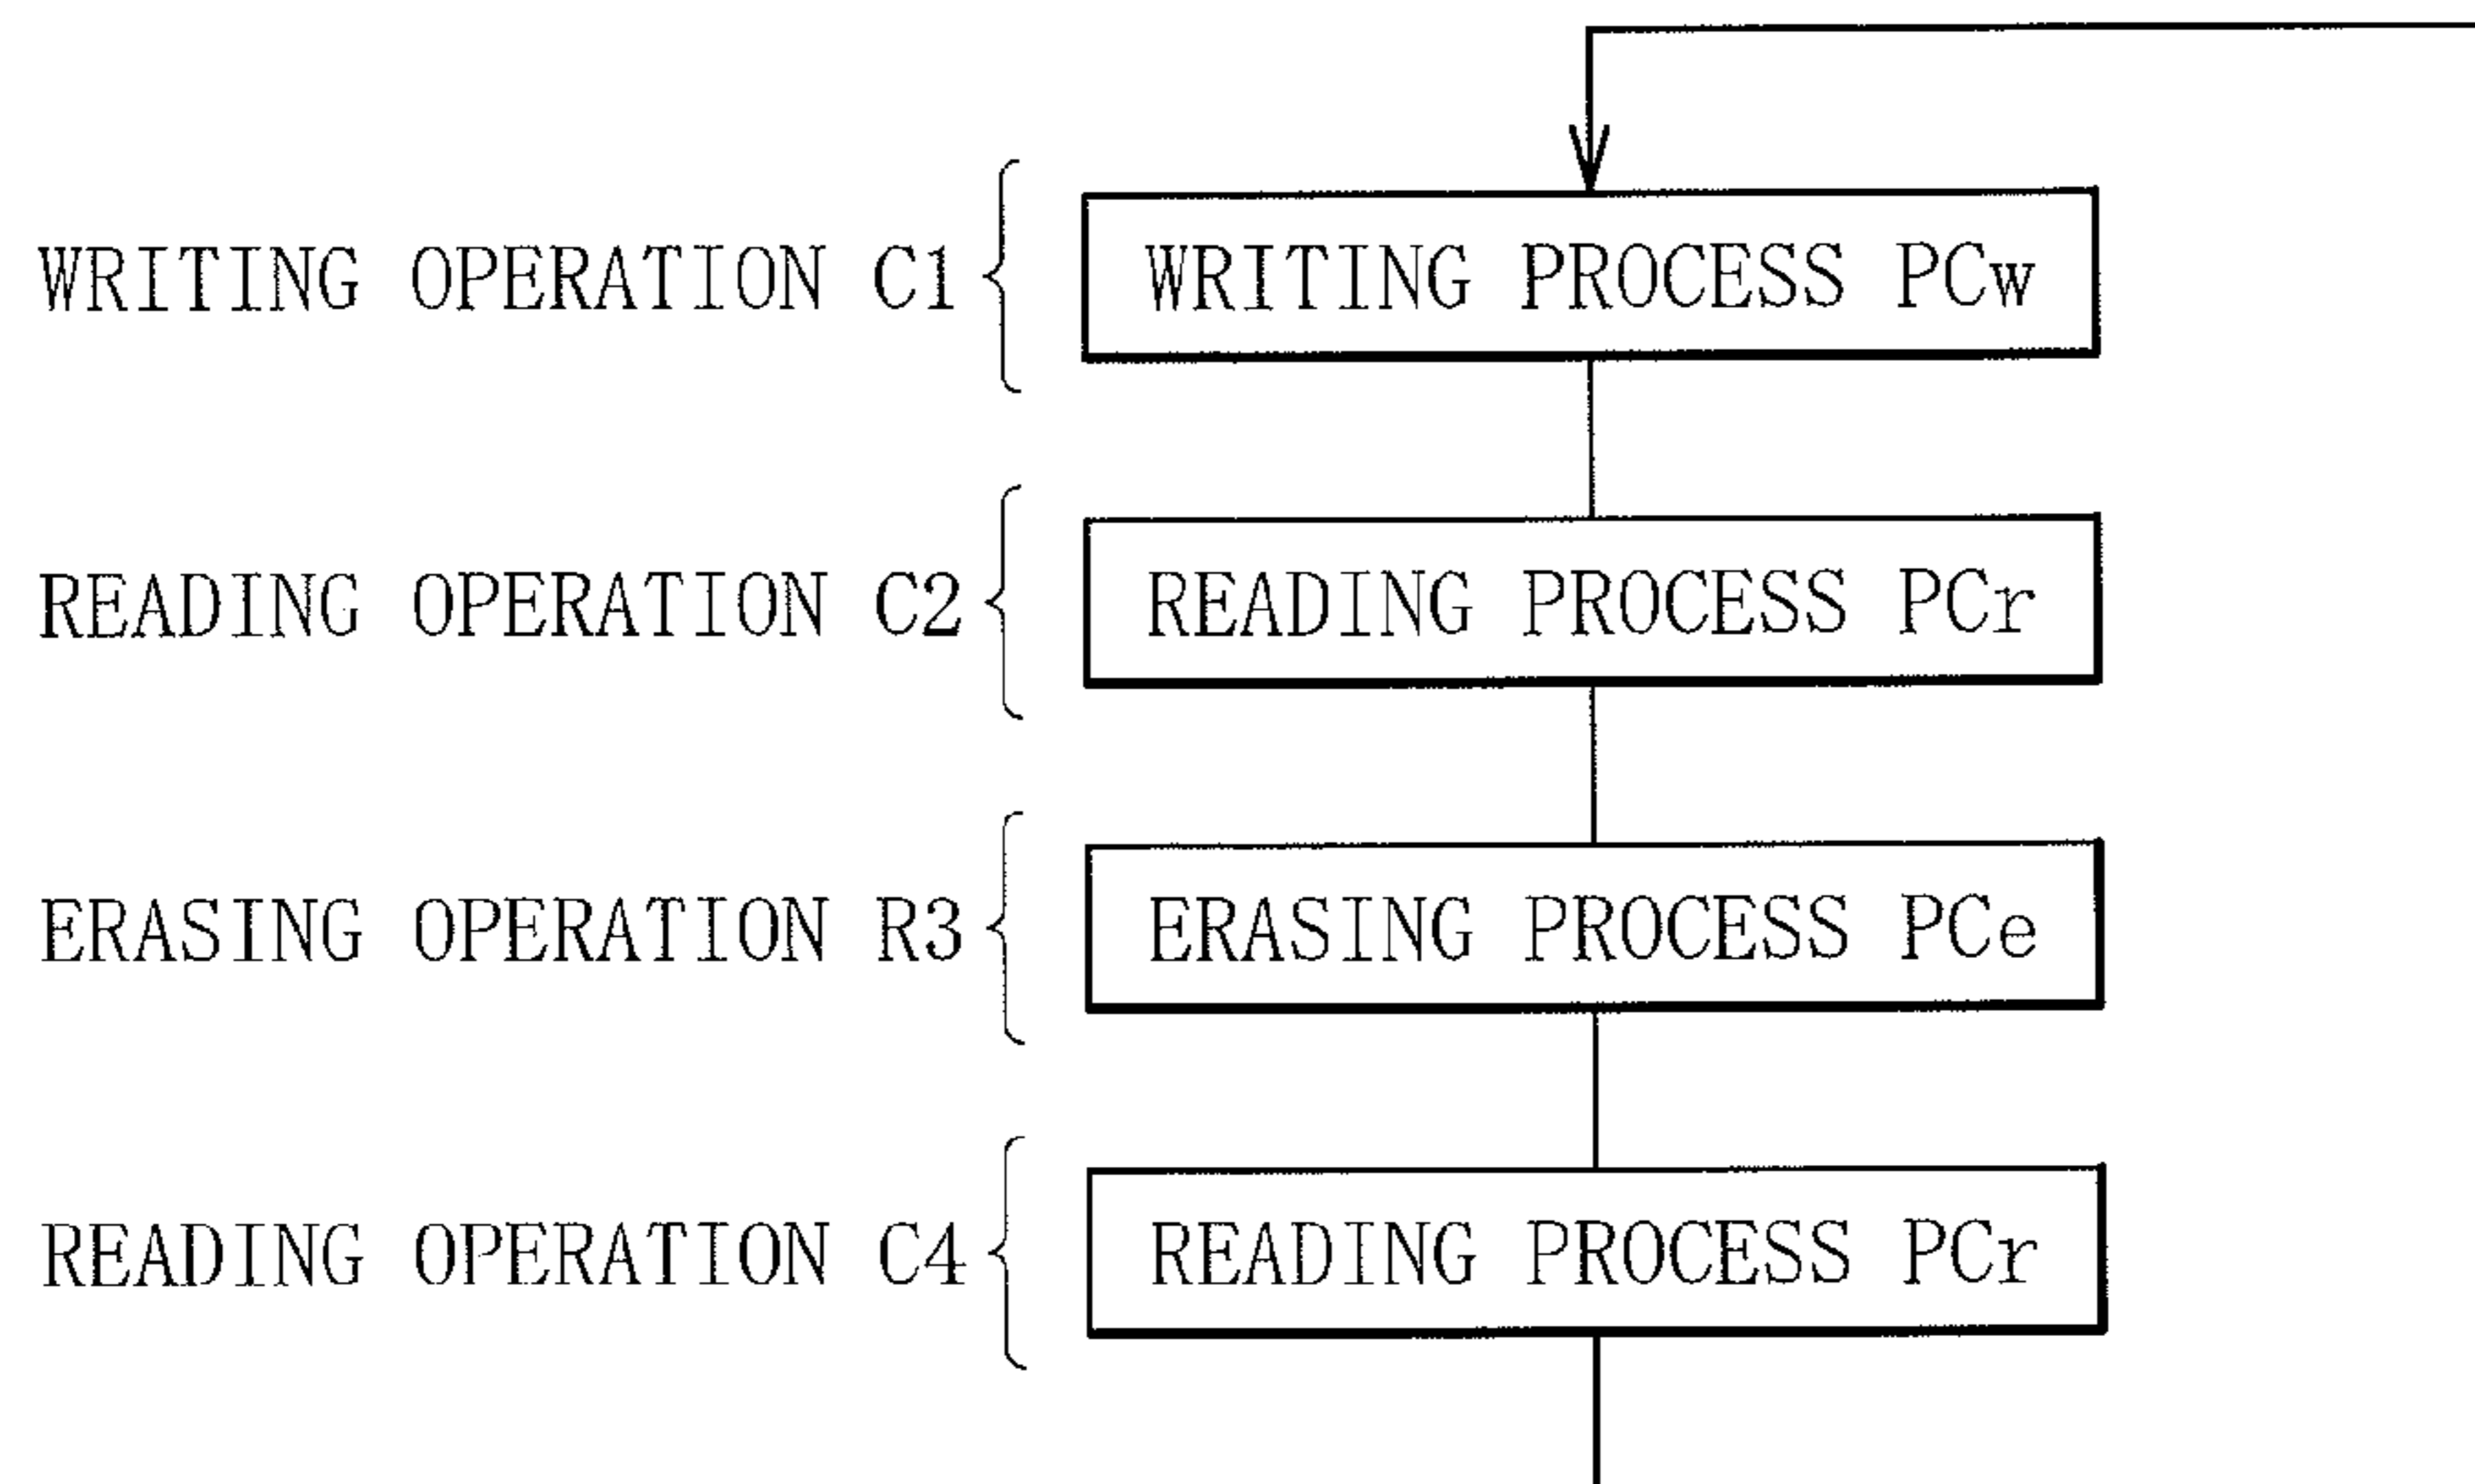 WRITING OPERATION C1 WRITING PROCESS PCw
READING OPERATION C2 READING PROCESS PCr
ERASING OPERATION R3 ERASING PROCESS PCe
READING OPERATION C4 READING PROCESS PCr